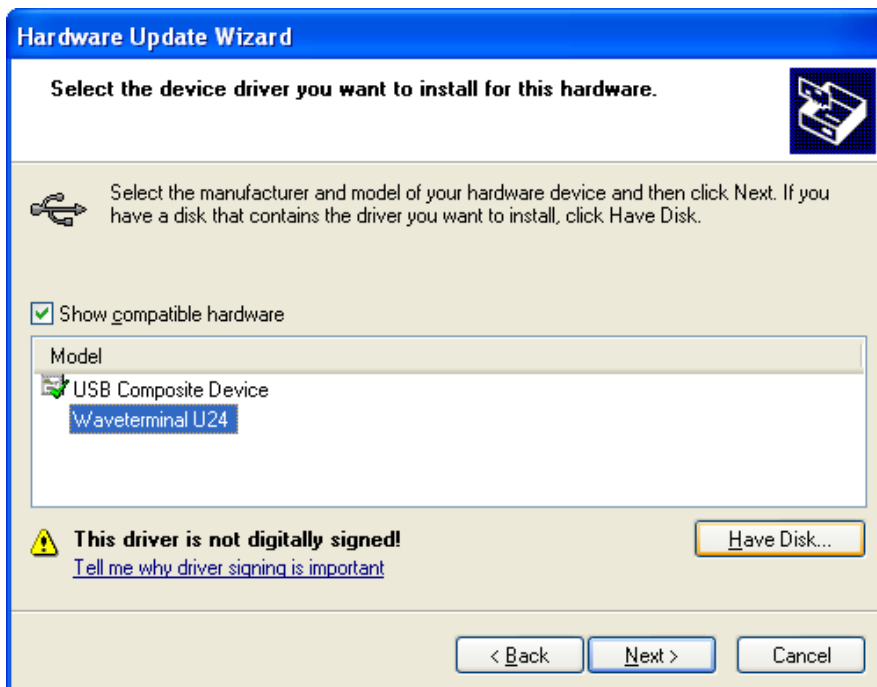 Hardware Update Wizard
Select the device driver you want to install for this hardware.
Select the manufacturer and model of your hardware device and then click Next. If you
have a disk that contains the driver you want to install, click Have Disk.
Show compatible hardware
Model
USB Composite Device
Waveterminal U24
This driver is not digitally signed!
Have Disk...
Tell me why driver signing is important
< Back
Next >
Cancel